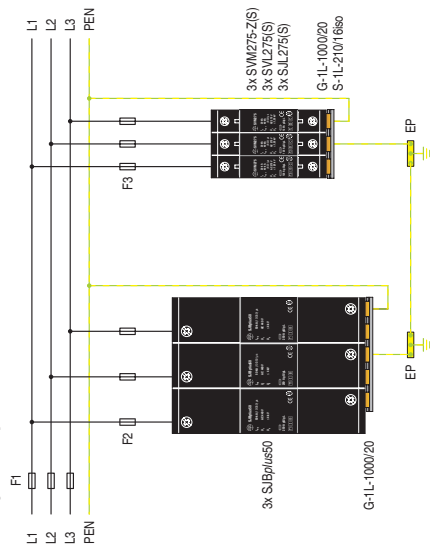 L1
L2
L3
PEN
F1
F2
F3
L1
L2
L3
PEN
3x SJBplus50
G-1L-1000/20
EP
3x SVM275-Z(S)
3x SVL275(S)
3x SJL275(S)
G-1L-1000/20
S-1L-210/16iso
EP